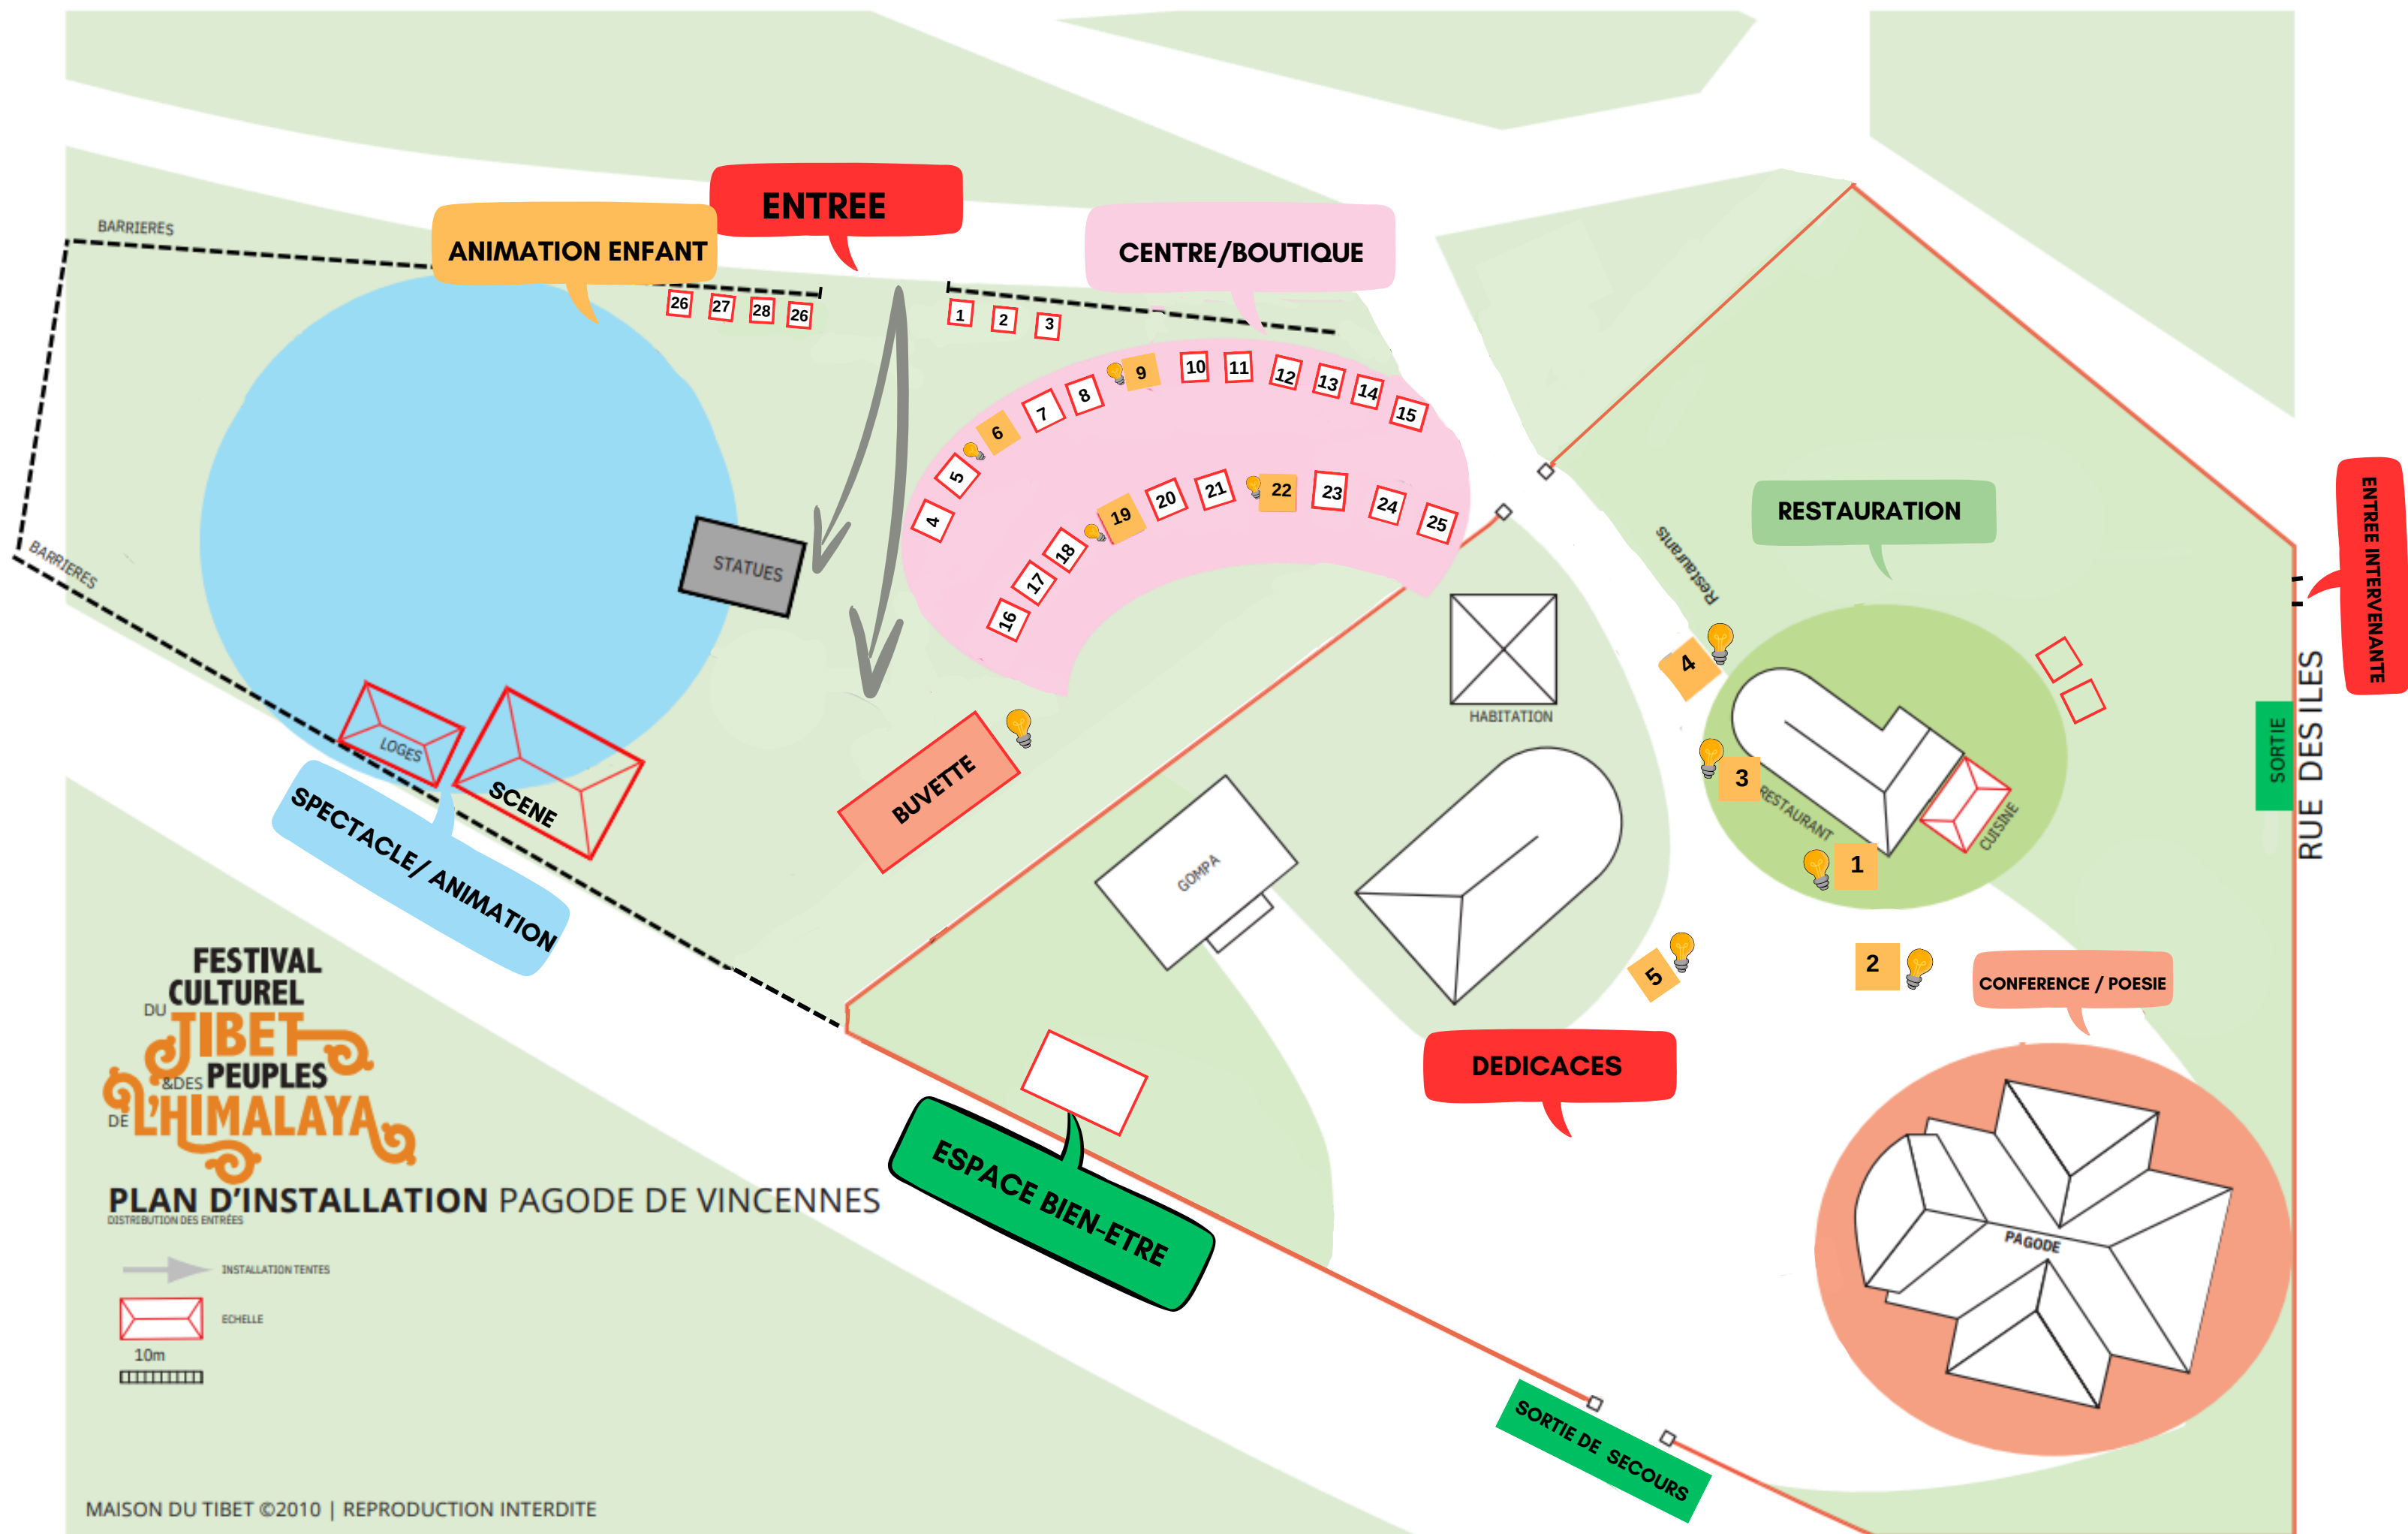 BARRIERES
ANIMATION ENFANT
ENTREE
CENTRE/BOUTIQUE
26 27 28 26
1 2 3
4 5 6 7 8 9 10 11 12 13 14 15
16 17 18 19 20 21 22 23 24 25
BARRIERES
STATUES
LOGES
SCENE
SPECTACLE/ ANIMATION
BUVETTE
HABITATION
GOMPA
Restaurants
RESTAURATION
4
3
RESTAURANT
CUISINE
1
2
5
ENTRE INTERVENANTE
SORTIE
RUE DES ILES
CONFERENCE / POESIE
DEDICACES
PAGODE
ESPACE BIEN-ETRE
SORTIE DE SECOURS
FESTIVAL
CULTUREL
DU TIBET
&DES PEUPLES
DE L'HIMALAYA
PLAN D'INSTALLATION PAGODE DE VINCENNES
DISTRIBUTION DES ENTRÉES
INSTALLATION TENTES
ECHELLE
10m
MAISON DU TIBET ©2010 | REPRODUCTION INTERDITE